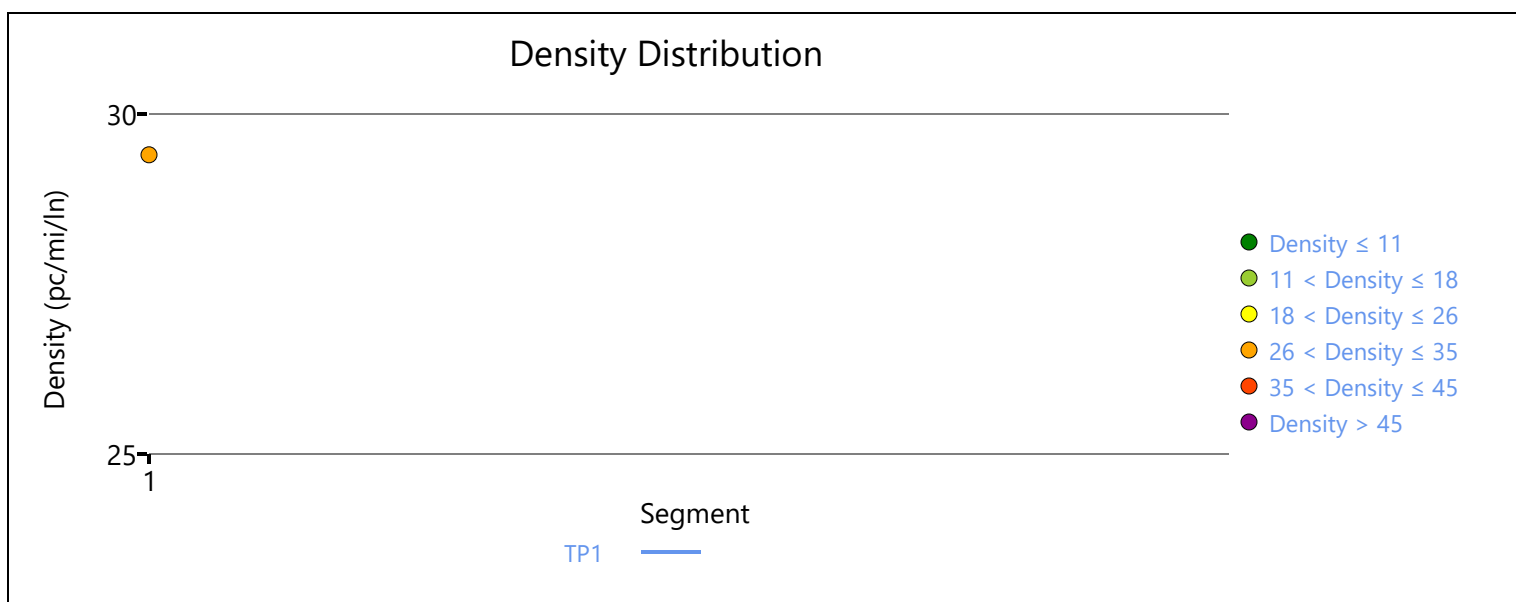 Density Distribution
30
Density (pc/mi/ln)
25
1
Segment
TP1
Density ≤ 11
11 < Density ≤ 18
18 < Density ≤ 26
26 < Density ≤ 35
35 < Density ≤ 45
Density > 45